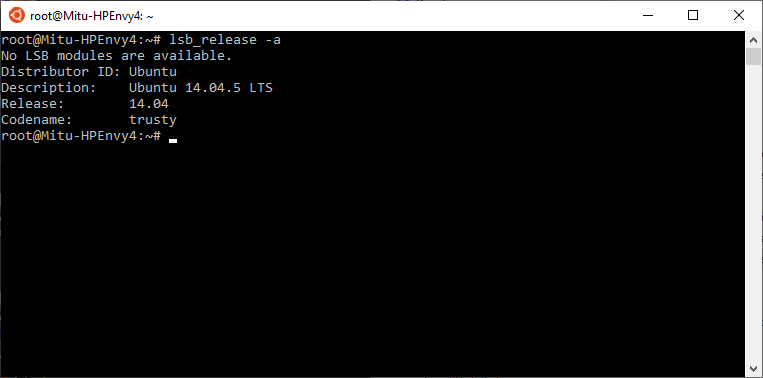 root@Mitu-HPEnvy4: ~
root@Mitu-HPEnvy4:~# lsb_release -a
No LSB modules are available.
Distributor ID: Ubuntu
Description:    Ubuntu 14.04.5 LTS
Release:        14.04
Codename:       trusty
root@Mitu-HPEnvy4:~#